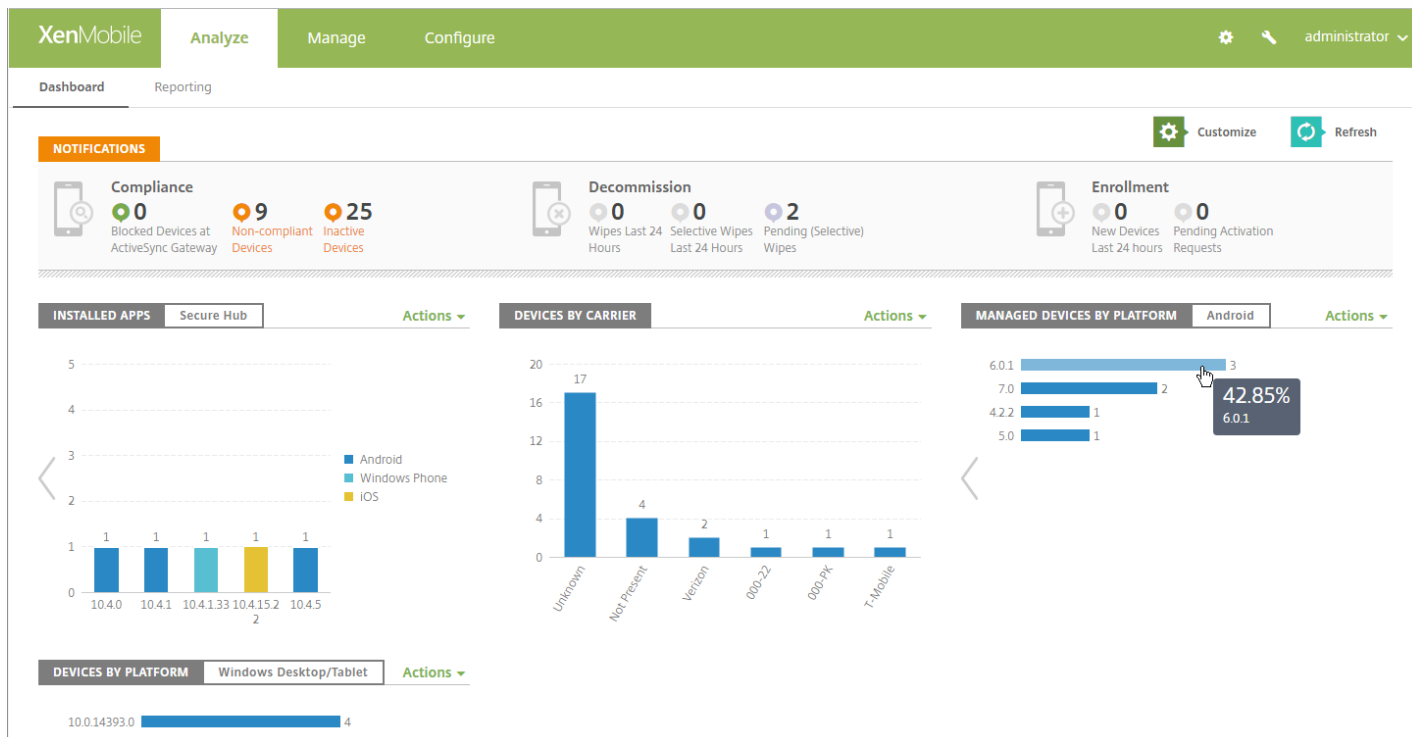 XenMobile Analyze Manage Configure administrator
Dashboard Reporting
Customize Refresh
NOTIFICATIONS
Compliance
0 9 25
Blocked Devices at Non-compliant Inactive
ActiveSync Gateway Devices Devices
Decommission
0 0 2
Wipes Last 24 Selective Wipes Pending (Selective)
Hours Last 24 Hours Wipes
Enrollment
0 0
New Devices Pending Activation
Last 24 hours Requests
INSTALLED APPS Secure Hub Actions
5
4
3
2
1
0
1 1 1 1 1
10.4.0 10.4.1 10.4.1.33 10.4.15.2 10.4.5
2
Android
Windows Phone
iOS
DEVICES BY CARRIER Actions
20
16
12
8
4
0
17 4 2 1 1 1
Unknown Not Present Verizon 000-22 000-PK T-Mobile
MANAGED DEVICES BY PLATFORM Android Actions
6.0.1 3
7.0 2
4.2.2 1
5.0 1
42.85%
6.0.1
DEVICES BY PLATFORM Windows Desktop/Tablet Actions
10.0.14393.0 4